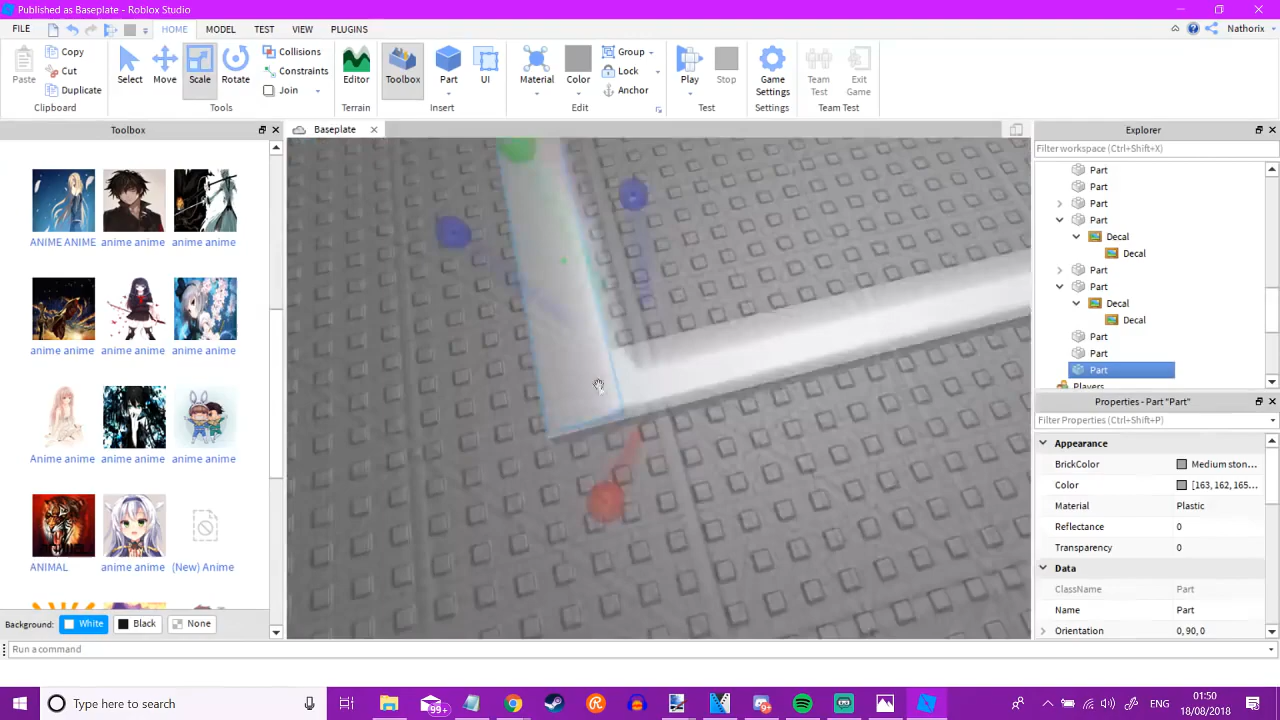 Published as Baseplate - Roblox Studio
FILE HOME MODEL TEST VIEW PLUGINS Nathorix
Paste Copy Cut Duplicate Clipboard
Select Move Scale Rotate Collisions Constraints Join Tools
Editor Terrain
Toolbox Part UI Insert
Material Color Group Lock Anchor Edit
Play Stop Test
Game Settings Settings
Team Test Exit Game Team Test
Toolbox
Baseplate
ANIME ANIME anime anime anime anime
anime anime anime anime anime anime
Anime anime anime anime anime anime
ANIMAL anime anime (New) Anime
Background: White Black None
Explorer
Filter workspace (Ctrl+Shift+X)
Part
Part
Part
Part
Decal
Decal
Part
Part
Decal
Decal
Part
Part
Part
Players
Properties - Part "Part"
Filter Properties (Ctrl+Shift+P)
Appearance
BrickColor Medium ston...
Color [163, 162, 165...
Material Plastic
Reflectance 0
Transparency 0
Data
ClassName Part
Name Part
Orientation 0, 90, 0
Run a command
Type here to search
99+
ENG
01:50
18/08/2018